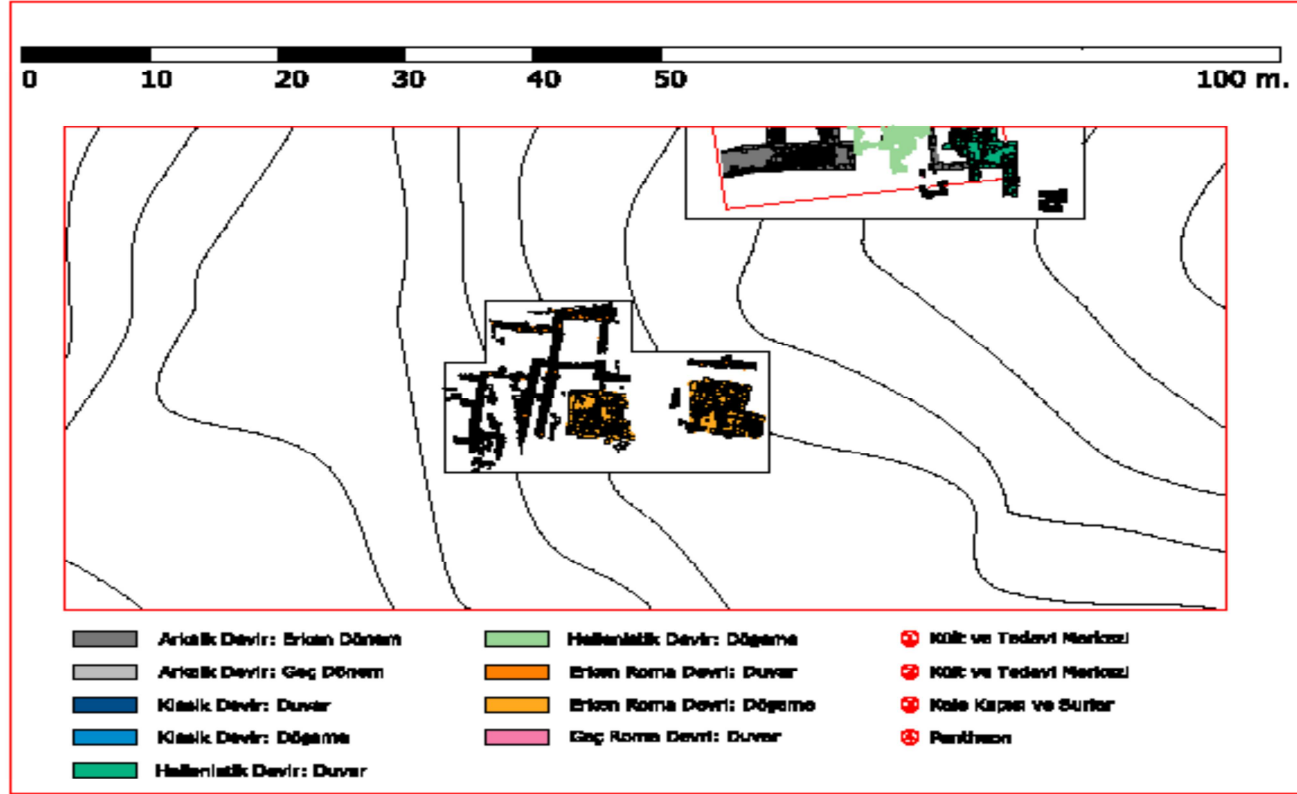 0 10 20 30 40 50 100 m.
Arkaik Devir: Erken Dönem
Arkaik Devir: Geç Dönem
Klasik Devir: Duvar
Klasik Devir: Döşeme
Hellenistik Devir: Duvar
Hellenistik Devir: Döşeme
Erken Roma Devri: Duvar
Erken Roma Devri: Döşeme
Geç Roma Devri: Duvar
Kült ve Tedavi Merkezi
Kült ve Tedavi Merkezi
Kale Kapısı ve Surlar
Pantheon